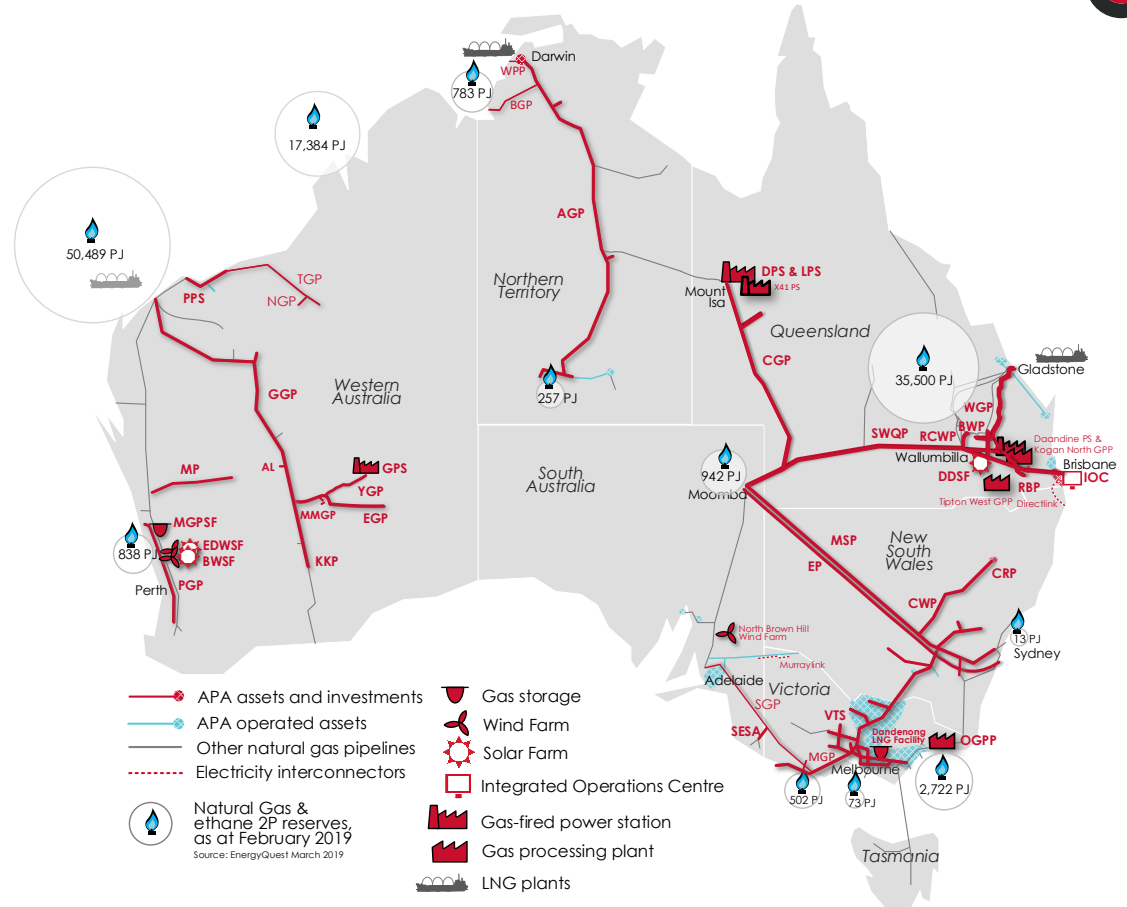 Darwin
WPP
783 PJ
BGP
17,384 PJ
50,489 PJ
AGP
Northern
Territory
TGP
NGP
PPS
DPS & LPS
X41 PS
Mount
Isa
Queensland
CGP
35,500 PJ
Gladstone
257 PJ
GGP
Western
Australia
WGP
BWP
SWQP
RCWP
Daandine PS &
Kogan North GPP
Wallumbilla
Brisbane
IOC
DDSF
RBP
Tipton West GPP
Directlink
AL
GPS
MP
YGP
EGP
MMGP
South
Australia
942 PJ
Moomba
MGPSF
838 PJ
EDWSF
BWSF
PGP
Perth
KKP
MSP
EP
New
South
Wales
CRP
CWP
13 PJ
Sydney
North Brown Hill
Wind Farm
Murraylink
Adelaide
Victoria
SGP
SESA
VTS
Dandenong
LNG Facility
OGPP
MGP
Melbourne
502 PJ
73 PJ
2,722 PJ
Tasmania
APA assets and investments
APA operated assets
Other natural gas pipelines
Electricity interconnectors
Natural Gas &
ethane 2P reserves,
as at February 2019
Source: EnergyQuest March 2019
Gas storage
Wind Farm
Solar Farm
Integrated Operations Centre
Gas-fired power station
Gas processing plant
LNG plants